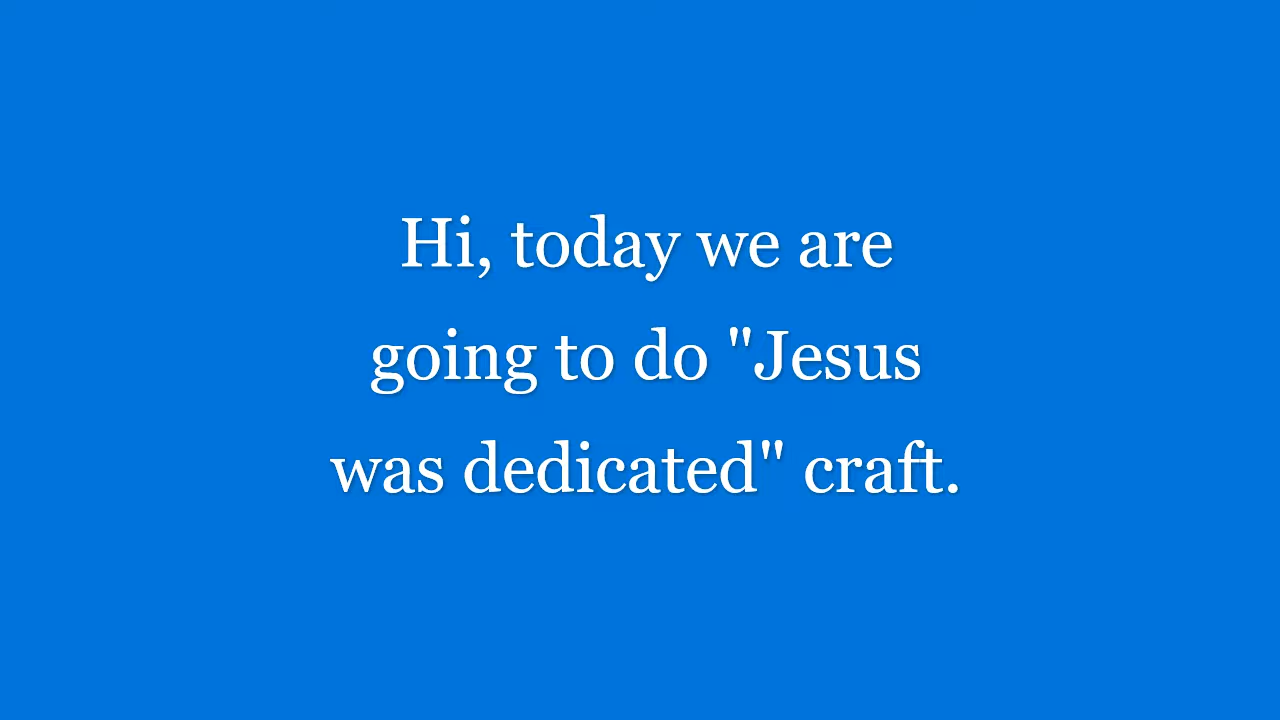 Hi, today we are
going to do "Jesus
was dedicated" craft.